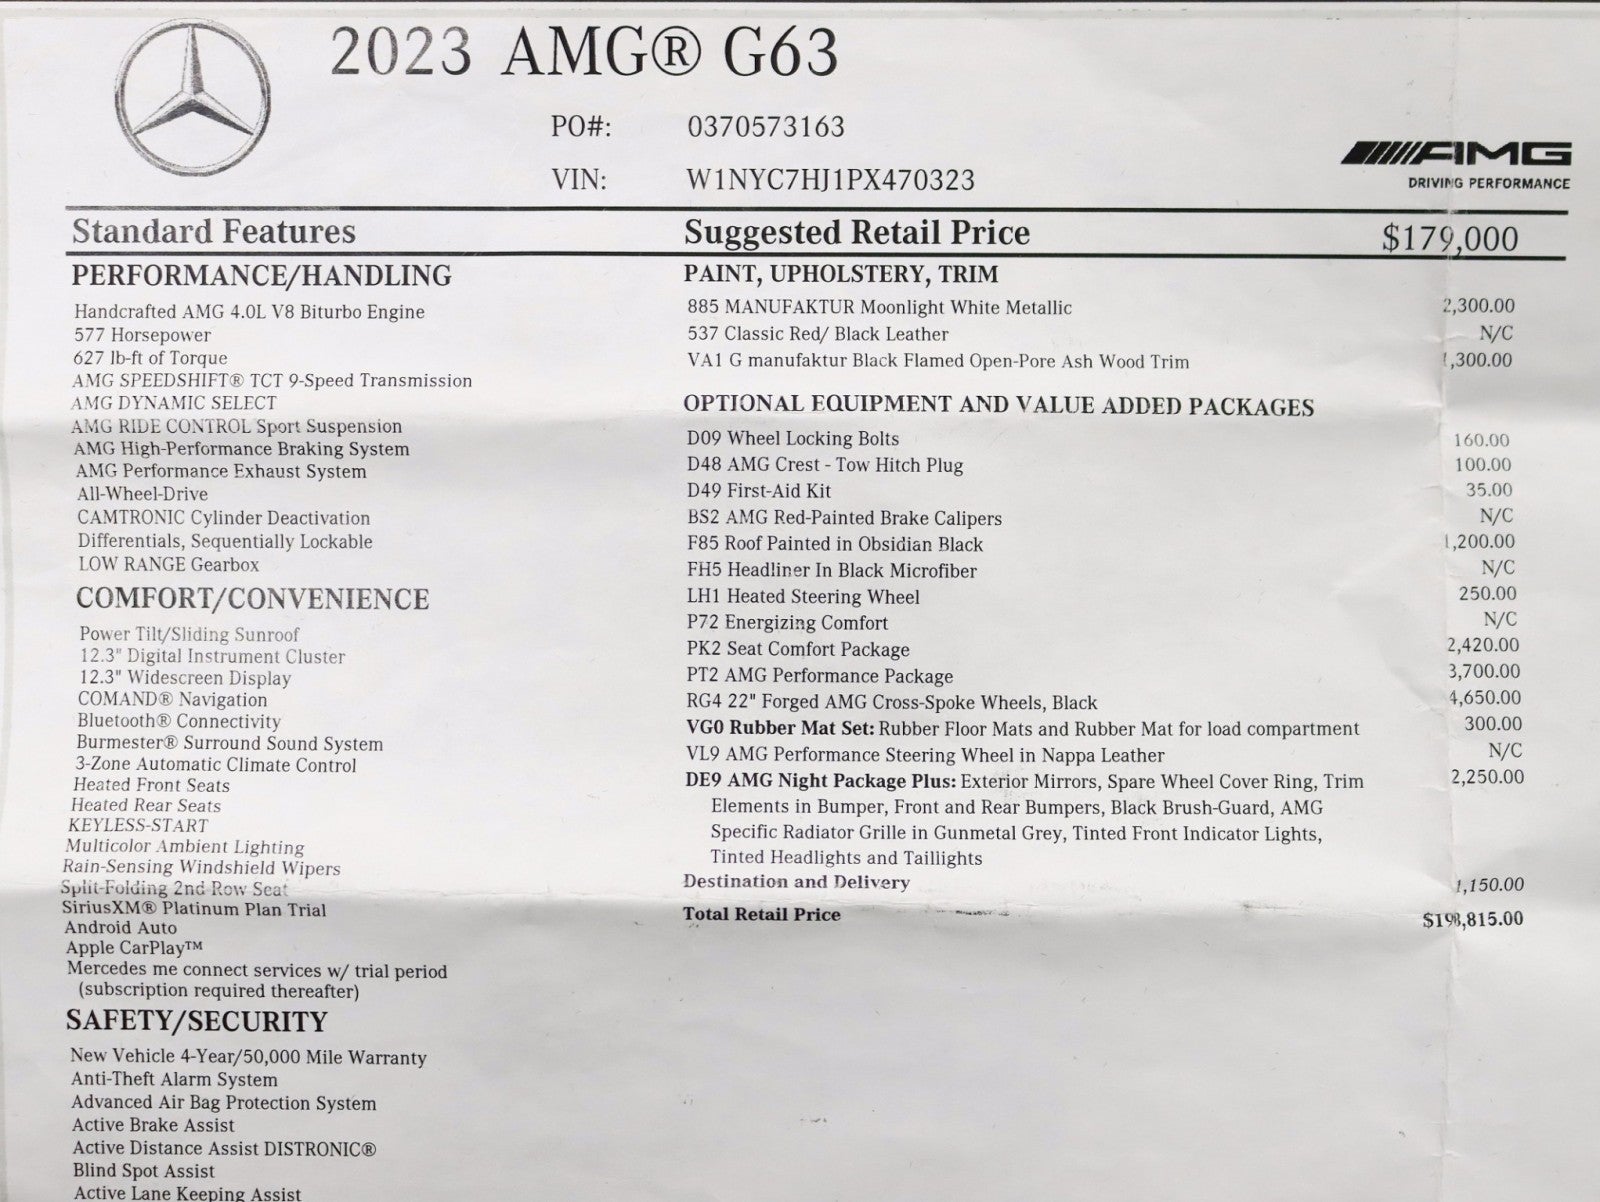 2023 AMG® G63
PO#: 0370573163
VIN: W1NYC7HJ1PX470323
AMG
DRIVING PERFORMANCE
Standard Features
PERFORMANCE/HANDLING
Handcrafted AMG 4.0L V8 Biturbo Engine
577 Horsepower
627 lb-ft of Torque
AMG SPEEDSHIFT® TCT 9-Speed Transmission
AMG DYNAMIC SELECT
AMG RIDE CONTROL Sport Suspension
AMG High-Performance Braking System
AMG Performance Exhaust System
All-Wheel-Drive
CAMTRONIC Cylinder Deactivation
Differentials, Sequentially Lockable
LOW RANGE Gearbox
COMFORT/CONVENIENCE
Power Tilt/Sliding Sunroof
12.3" Digital Instrument Cluster
12.3" Widescreen Display
COMAND® Navigation
Bluetooth® Connectivity
Burmester® Surround Sound System
3-Zone Automatic Climate Control
Heated Front Seats
Heated Rear Seats
KEYLESS-START
Multicolor Ambient Lighting
Rain-Sensing Windshield Wipers
Split-Folding 2nd Row Seat
SiriusXM® Platinum Plan Trial
Android Auto
Apple CarPlay™
Mercedes me connect services w/ trial period
(subscription required thereafter)
SAFETY/SECURITY
New Vehicle 4-Year/50,000 Mile Warranty
Anti-Theft Alarm System
Advanced Air Bag Protection System
Active Brake Assist
Active Distance Assist DISTRONIC®
Blind Spot Assist
Active Lane Keeping Assist
Suggested Retail Price $179,000
PAINT, UPHOLSTERY, TRIM
885 MANUFAKTUR Moonlight White Metallic 2,300.00
537 Classic Red/ Black Leather N/C
VA1 G manufaktur Black Flamed Open-Pore Ash Wood Trim 1,300.00
OPTIONAL EQUIPMENT AND VALUE ADDED PACKAGES
D09 Wheel Locking Bolts 160.00
D48 AMG Crest - Tow Hitch Plug 100.00
D49 First-Aid Kit 35.00
BS2 AMG Red-Painted Brake Calipers N/C
F85 Roof Painted in Obsidian Black 1,200.00
FH5 Headliner In Black Microfiber N/C
LH1 Heated Steering Wheel 250.00
P72 Energizing Comfort N/C
PK2 Seat Comfort Package 2,420.00
PT2 AMG Performance Package 3,700.00
RG4 22" Forged AMG Cross-Spoke Wheels, Black 4,650.00
VG0 Rubber Mat Set: Rubber Floor Mats and Rubber Mat for load compartment 300.00
VL9 AMG Performance Steering Wheel in Nappa Leather N/C
DE9 AMG Night Package Plus: Exterior Mirrors, Spare Wheel Cover Ring, Trim 2,250.00
Elements in Bumper, Front and Rear Bumpers, Black Brush-Guard, AMG
Specific Radiator Grille in Gunmetal Grey, Tinted Front Indicator Lights,
Tinted Headlights and Taillights
Destination and Delivery 1,150.00
Total Retail Price $198,815.00